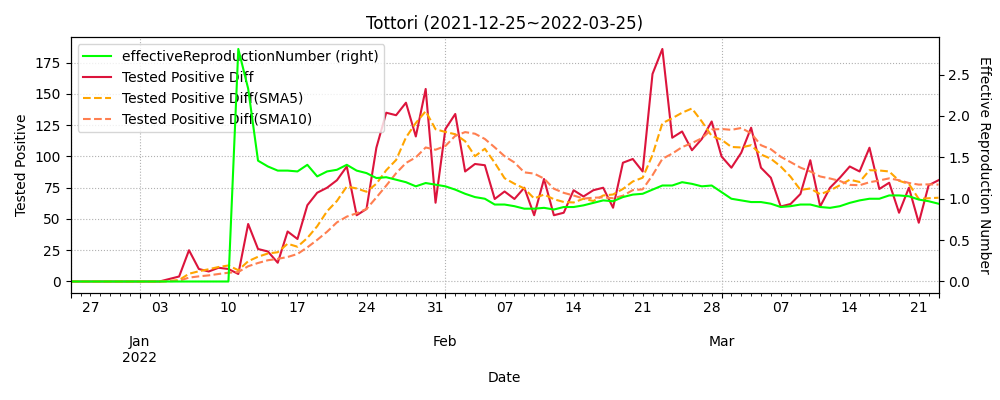 Tottori (2021-12-25~2022-03-25)
effectiveReproductionNumber (right)
Tested Positive Diff
Tested Positive Diff(SMA5)
Tested Positive Diff(SMA10)
Tested Positive
175
150
125
100
75
50
25
0
Effective Reproduction Number
2.5
2.0
1.5
1.0
0.5
0.0
27 03 10 17 24 31 07 14 21 28 07 14 21
Jan Feb Mar
2022
Date